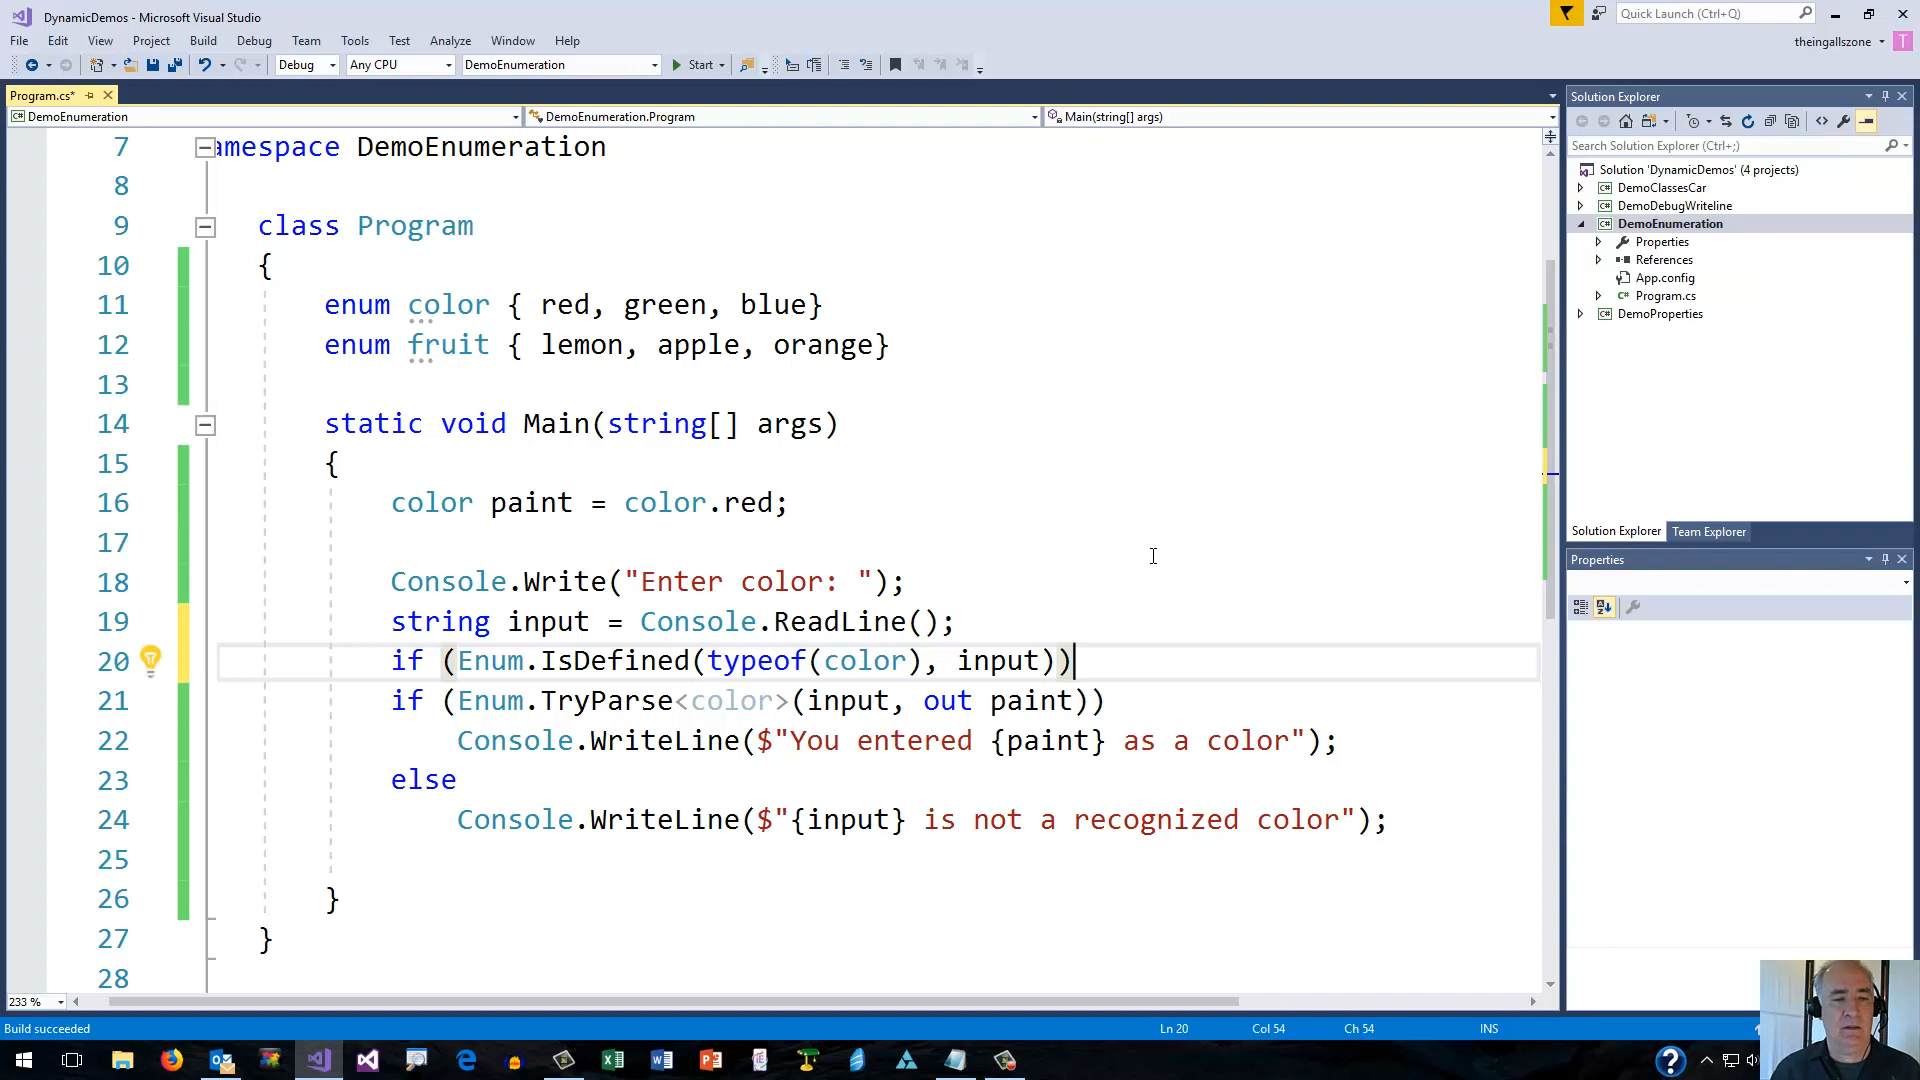 DynamicDemos - Microsoft Visual Studio
Quick Launch (Ctrl+Q)
File Edit View Project Build Debug Team Tools Test Analyze Window Help
theingallszone T
Debug Any CPU DemoEnumeration Start
Program.cs*
DemoEnumeration DemoEnumeration.Program Main(string[] args)
7 amespace DemoEnumeration
8
9 class Program
10 {
11 enum color { red, green, blue}
12 enum fruit { lemon, apple, orange}
13
14 static void Main(string[] args)
15 {
16 color paint = color.red;
17
18 Console.Write("Enter color: ");
19 string input = Console.ReadLine();
20 if (Enum.IsDefined(typeof(color), input))
21 if (Enum.TryParse<color>(input, out paint))
22 Console.WriteLine($"You entered {paint} as a color");
23 else
24 Console.WriteLine($"{input} is not a recognized color");
25
26 }
27 }
28
233 %
Solution Explorer
Search Solution Explorer (Ctrl+;)
Solution 'DynamicDemos' (4 projects)
DemoClassesCar
DemoDebugWriteline
DemoEnumeration
Properties
References
App.config
Program.cs
DemoProperties
Solution Explorer Team Explorer
Properties
Build succeeded Ln 20 Col 54 Ch 54 INS